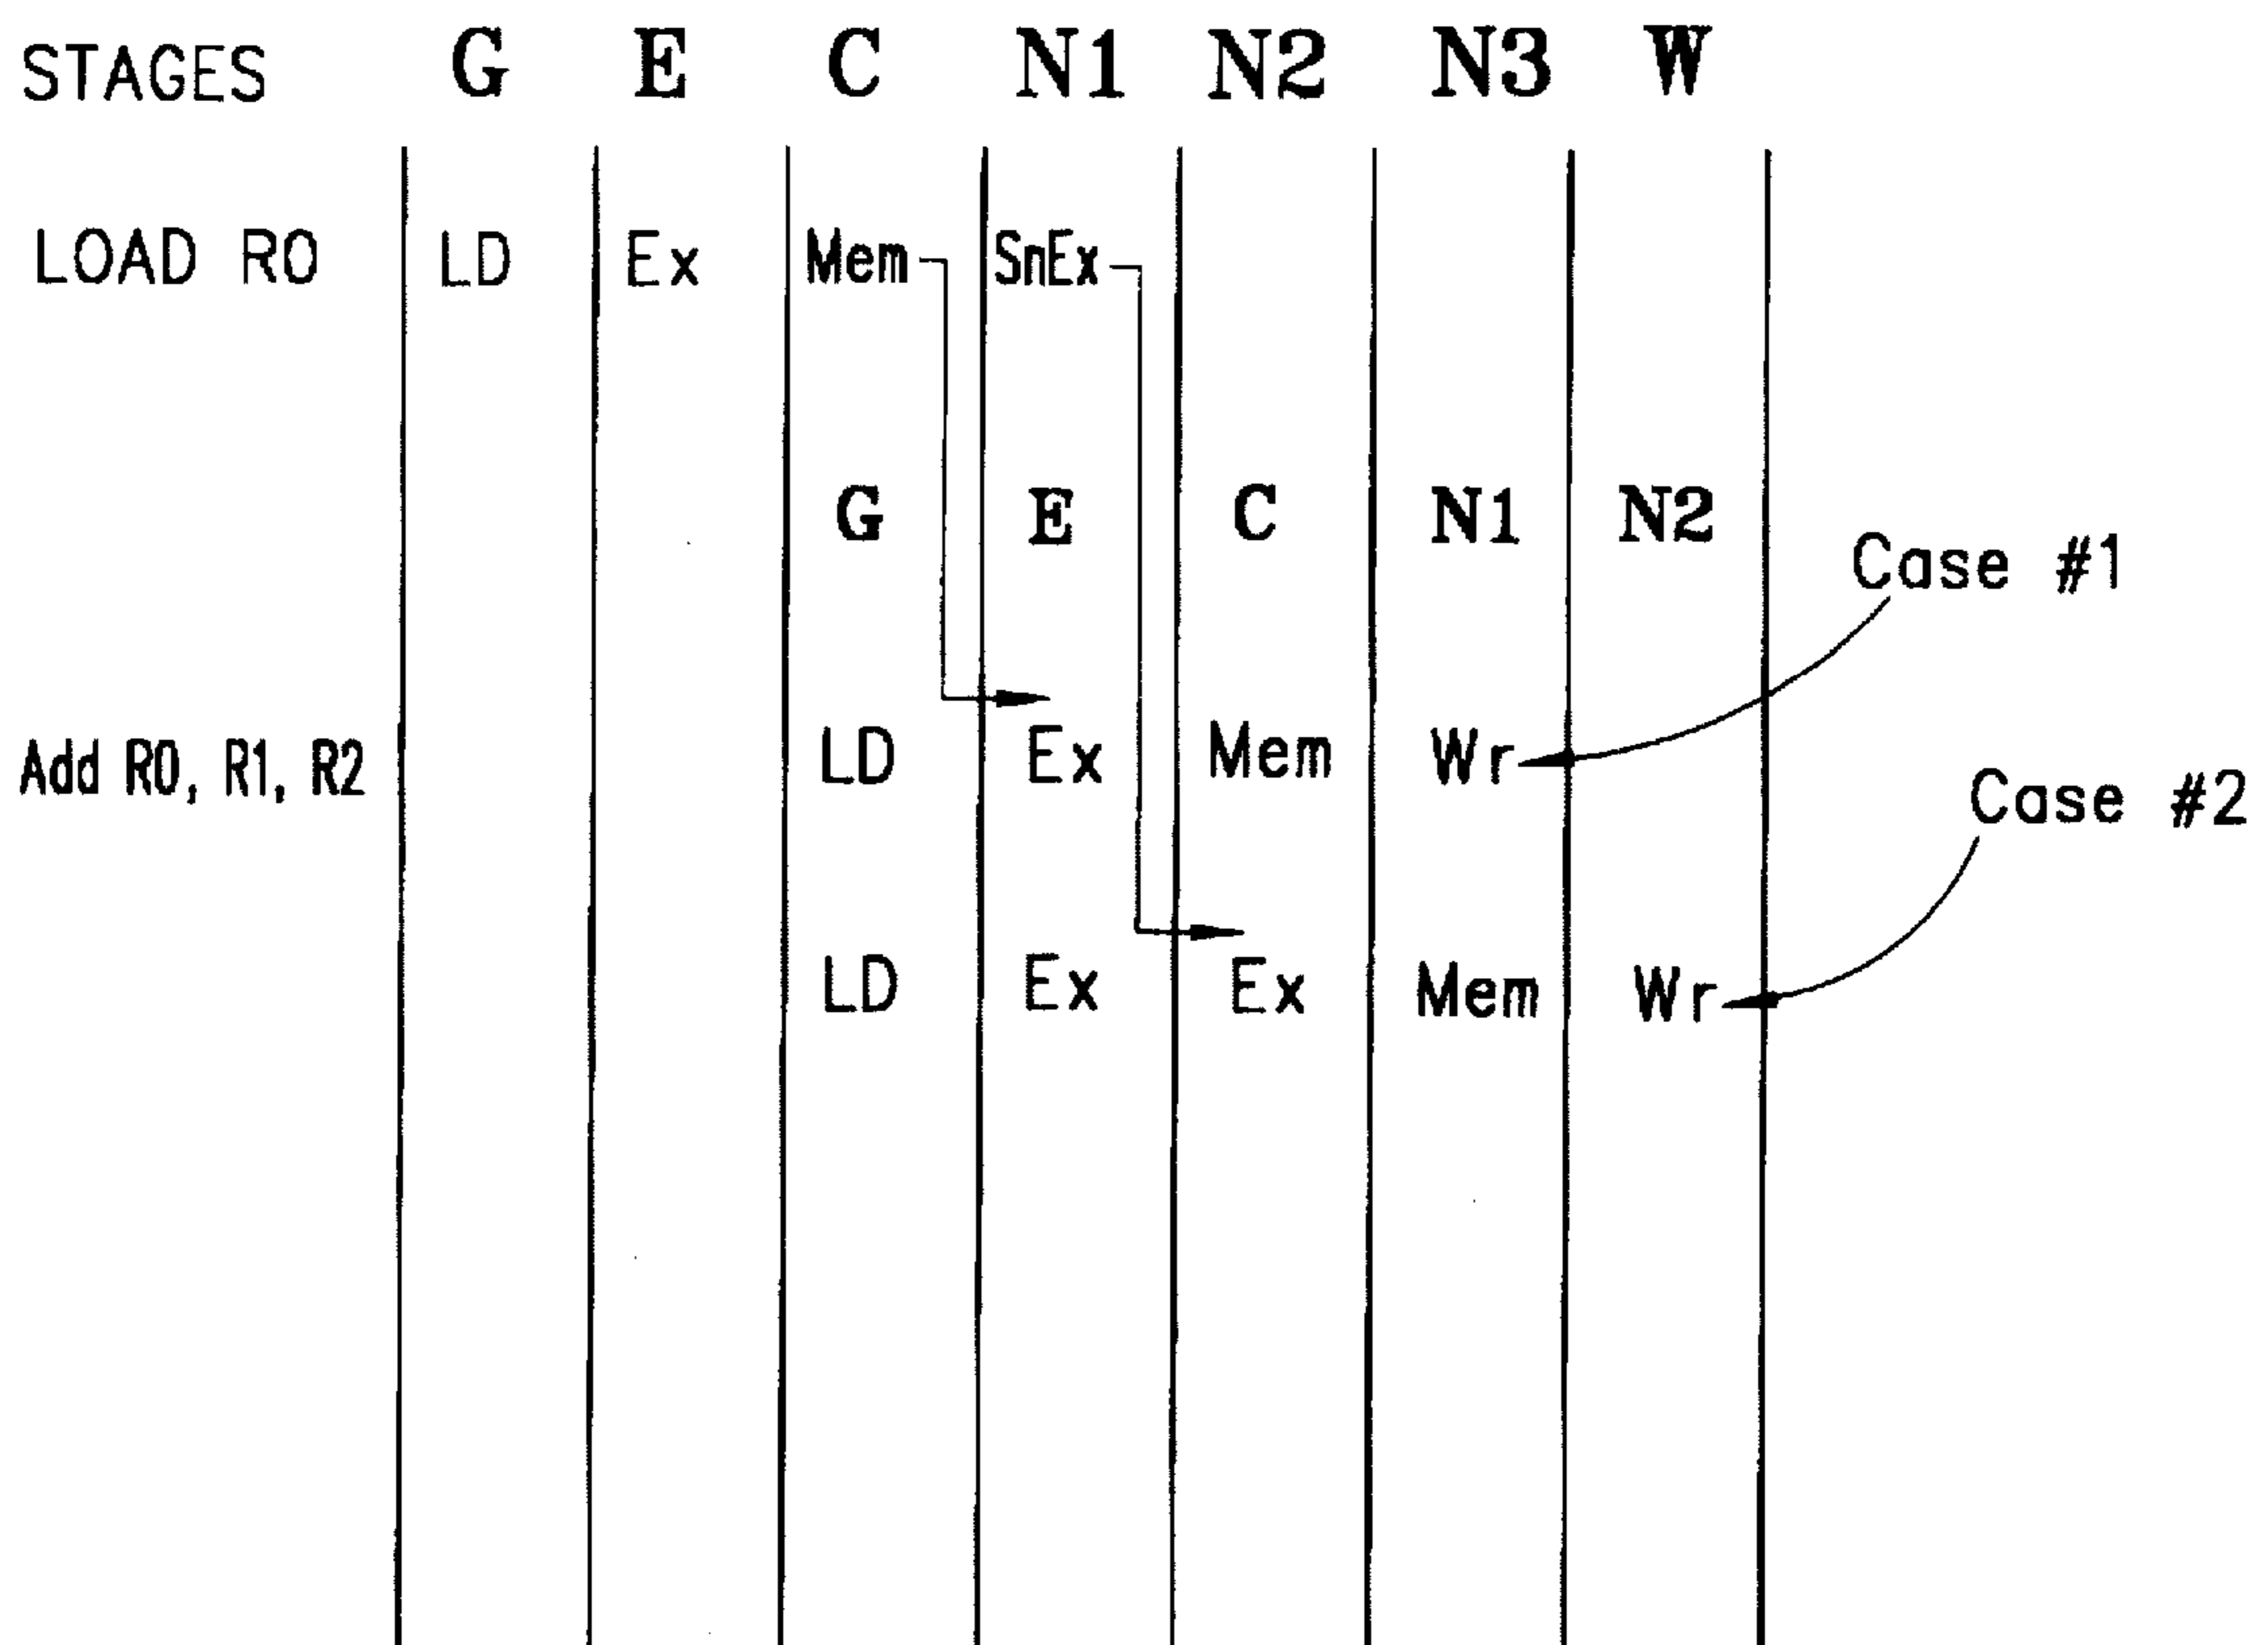 STAGES G E C N1 N2 N3 W
LOAD R0 LD Ex Mem SnEx
G E C N1 N2
Case #1
Add R0, R1, R2 LD Ex Mem Wr
Case #2
LD Ex Ex Mem Wr